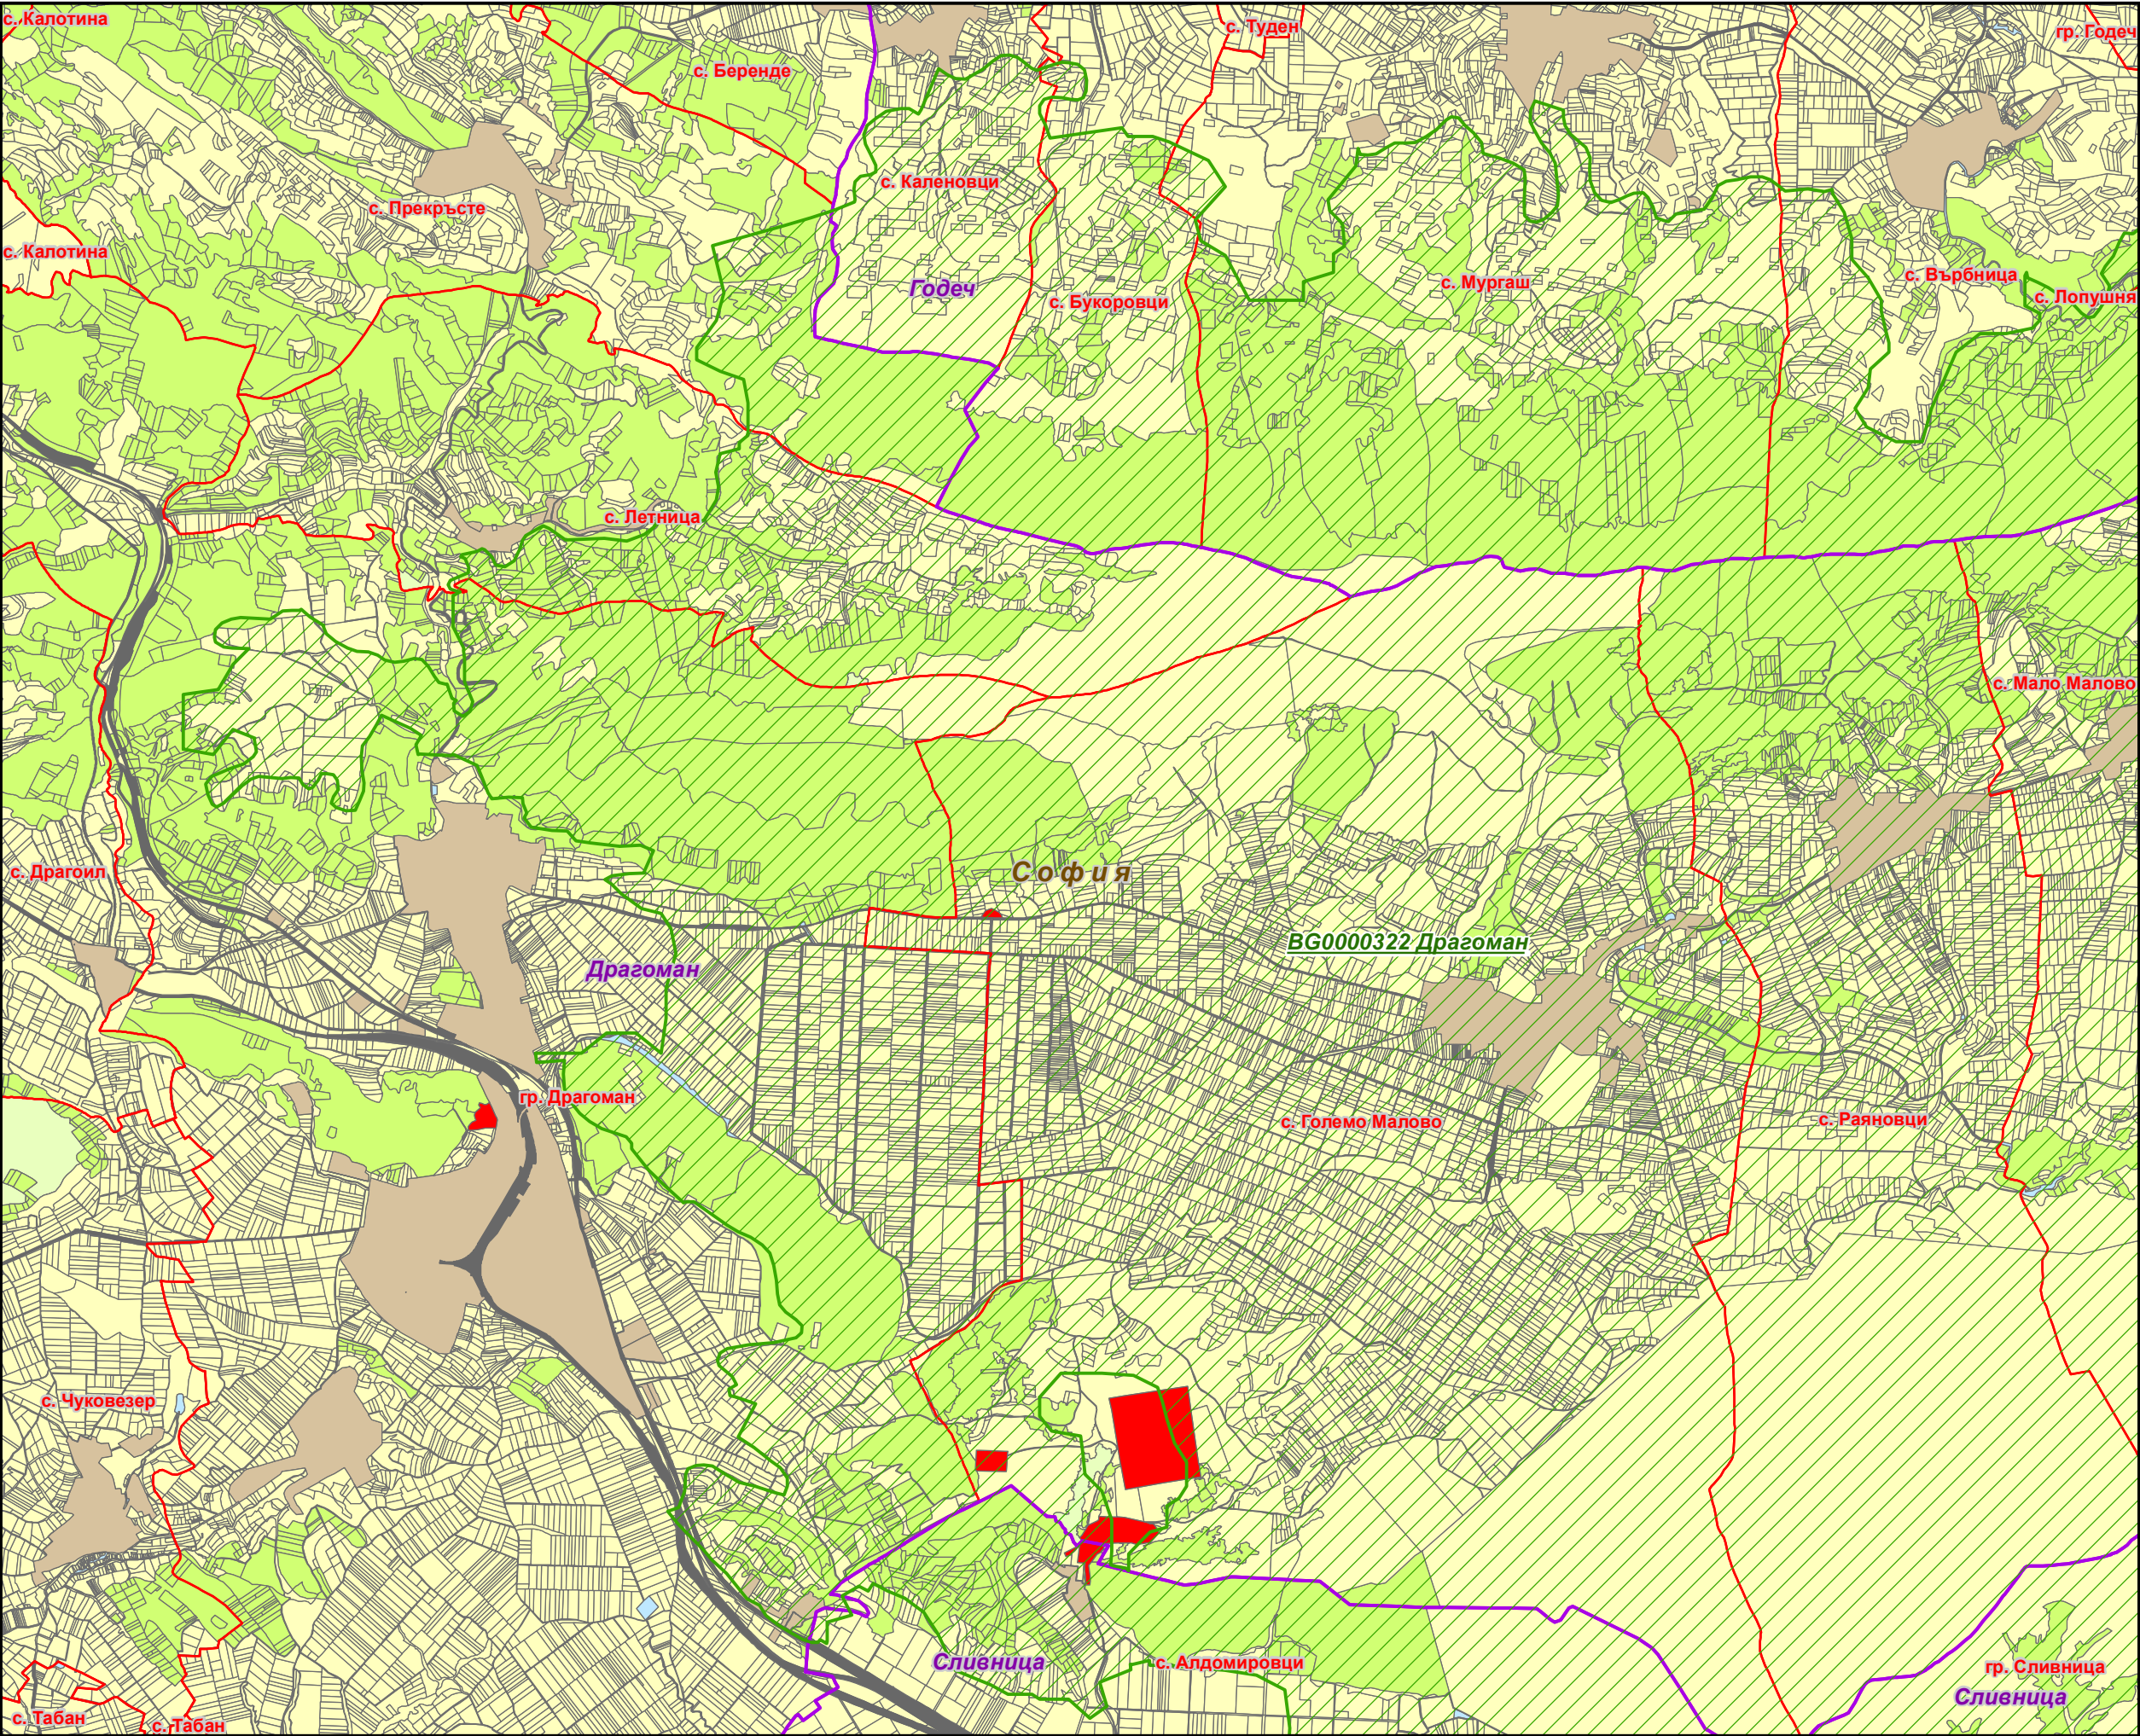 с. Калотина
с. Туден
гр. Годеч
с. Беренде
с. Каленовци
с. Прекръсте
с. Калотина
с. Върбница
с. Мургаш
Годеч
с. Букоровци
с. Лопушня
с. Летница
с. Мало Малово
с. Драгоил
София
BG0000322 Драгоман
Драгоман
гр. Драгоман
с. Големо Малово
с. Раяновци
с. Чуковезер
Сливница
с. Алдомировци
гр. Сливница
Сливница
с. Табан
с. Табан